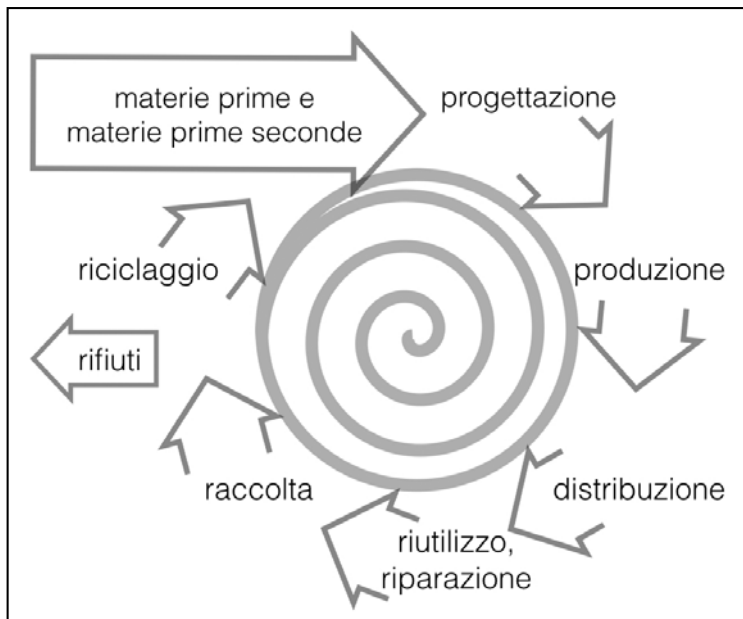 materie prime e
materie prime seconde
progettazione
produzione
distribuzione
riutilizzo,
riparazione
raccolta
rifiuti
riciclaggio